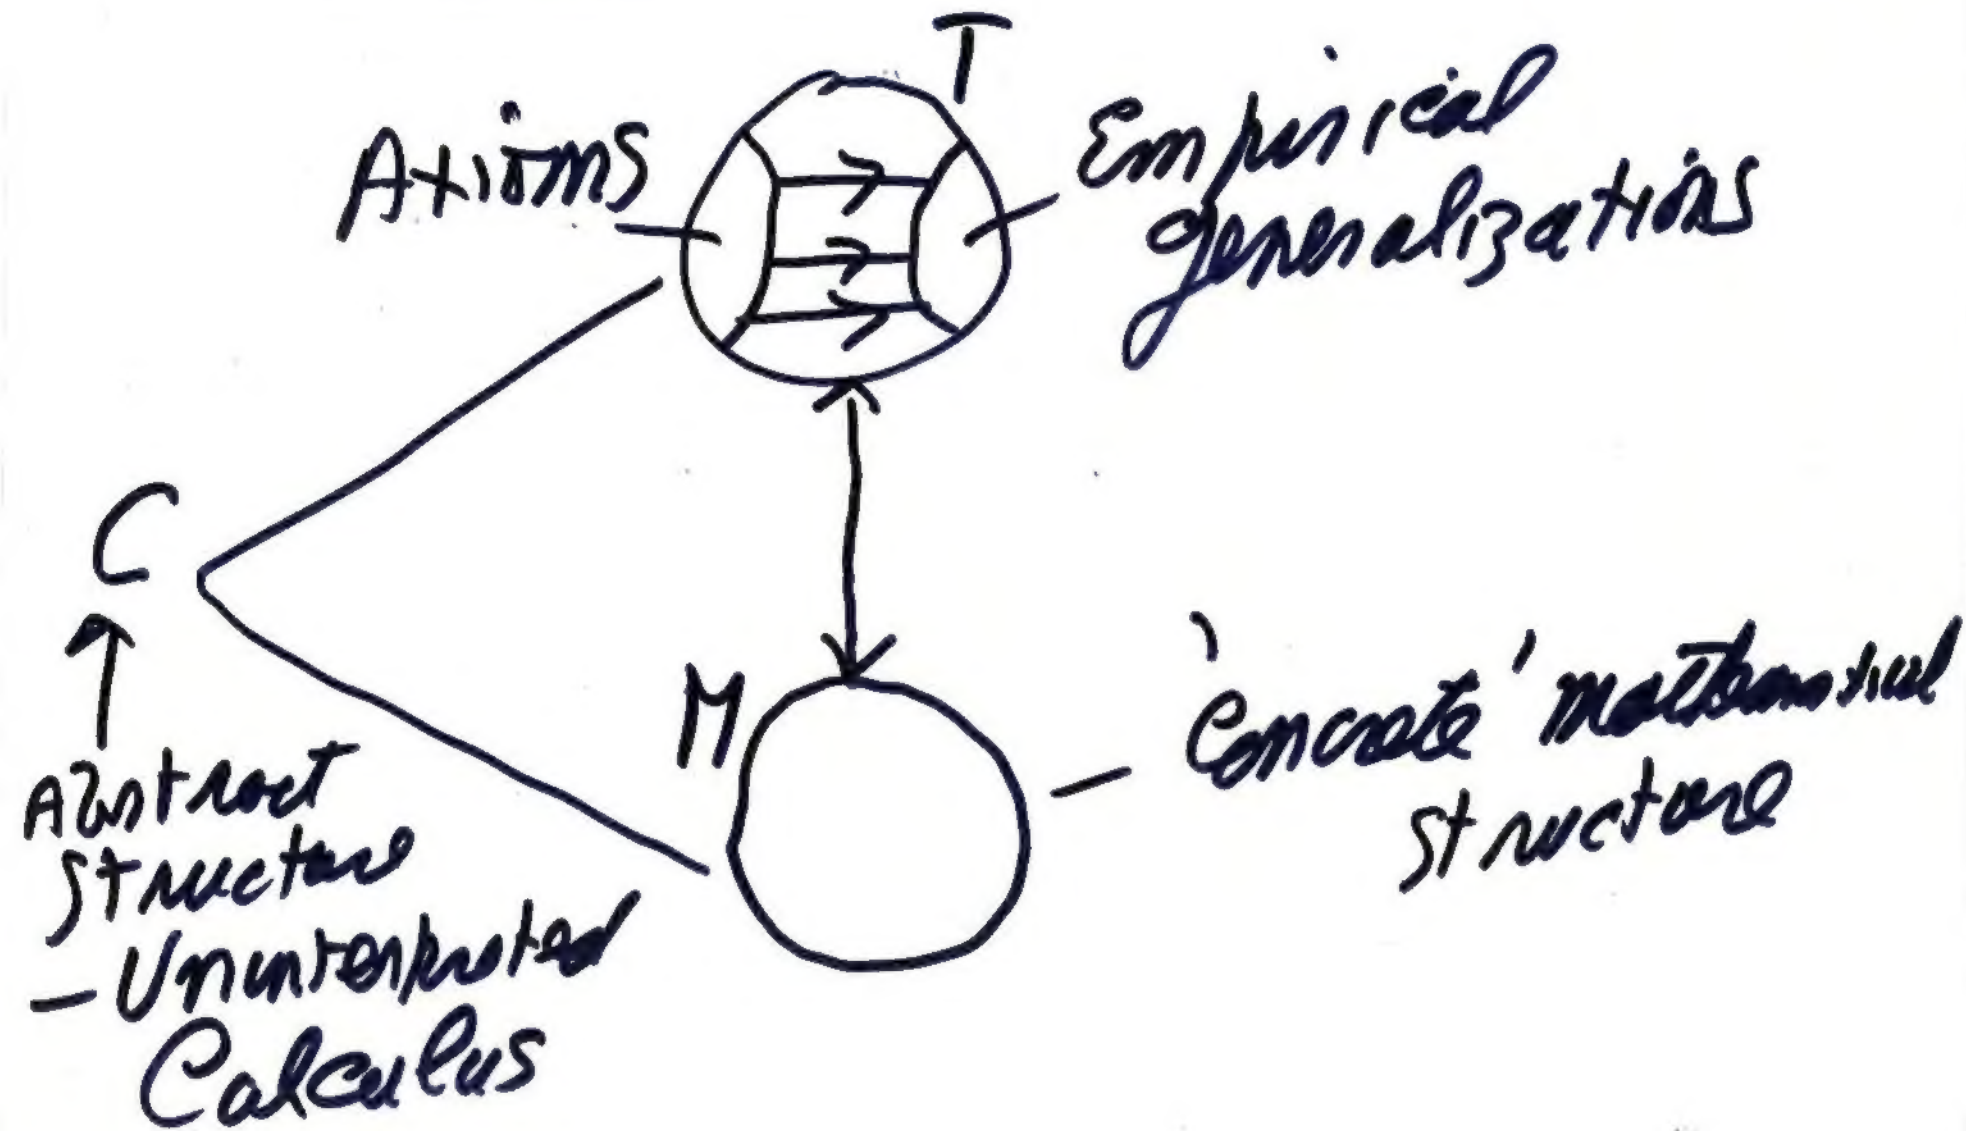 T
Axioms
Empirical
generalizations
C
Abstract
structure
– Uninterpreted
Calculus
M
'Concrete' mathematical
structure